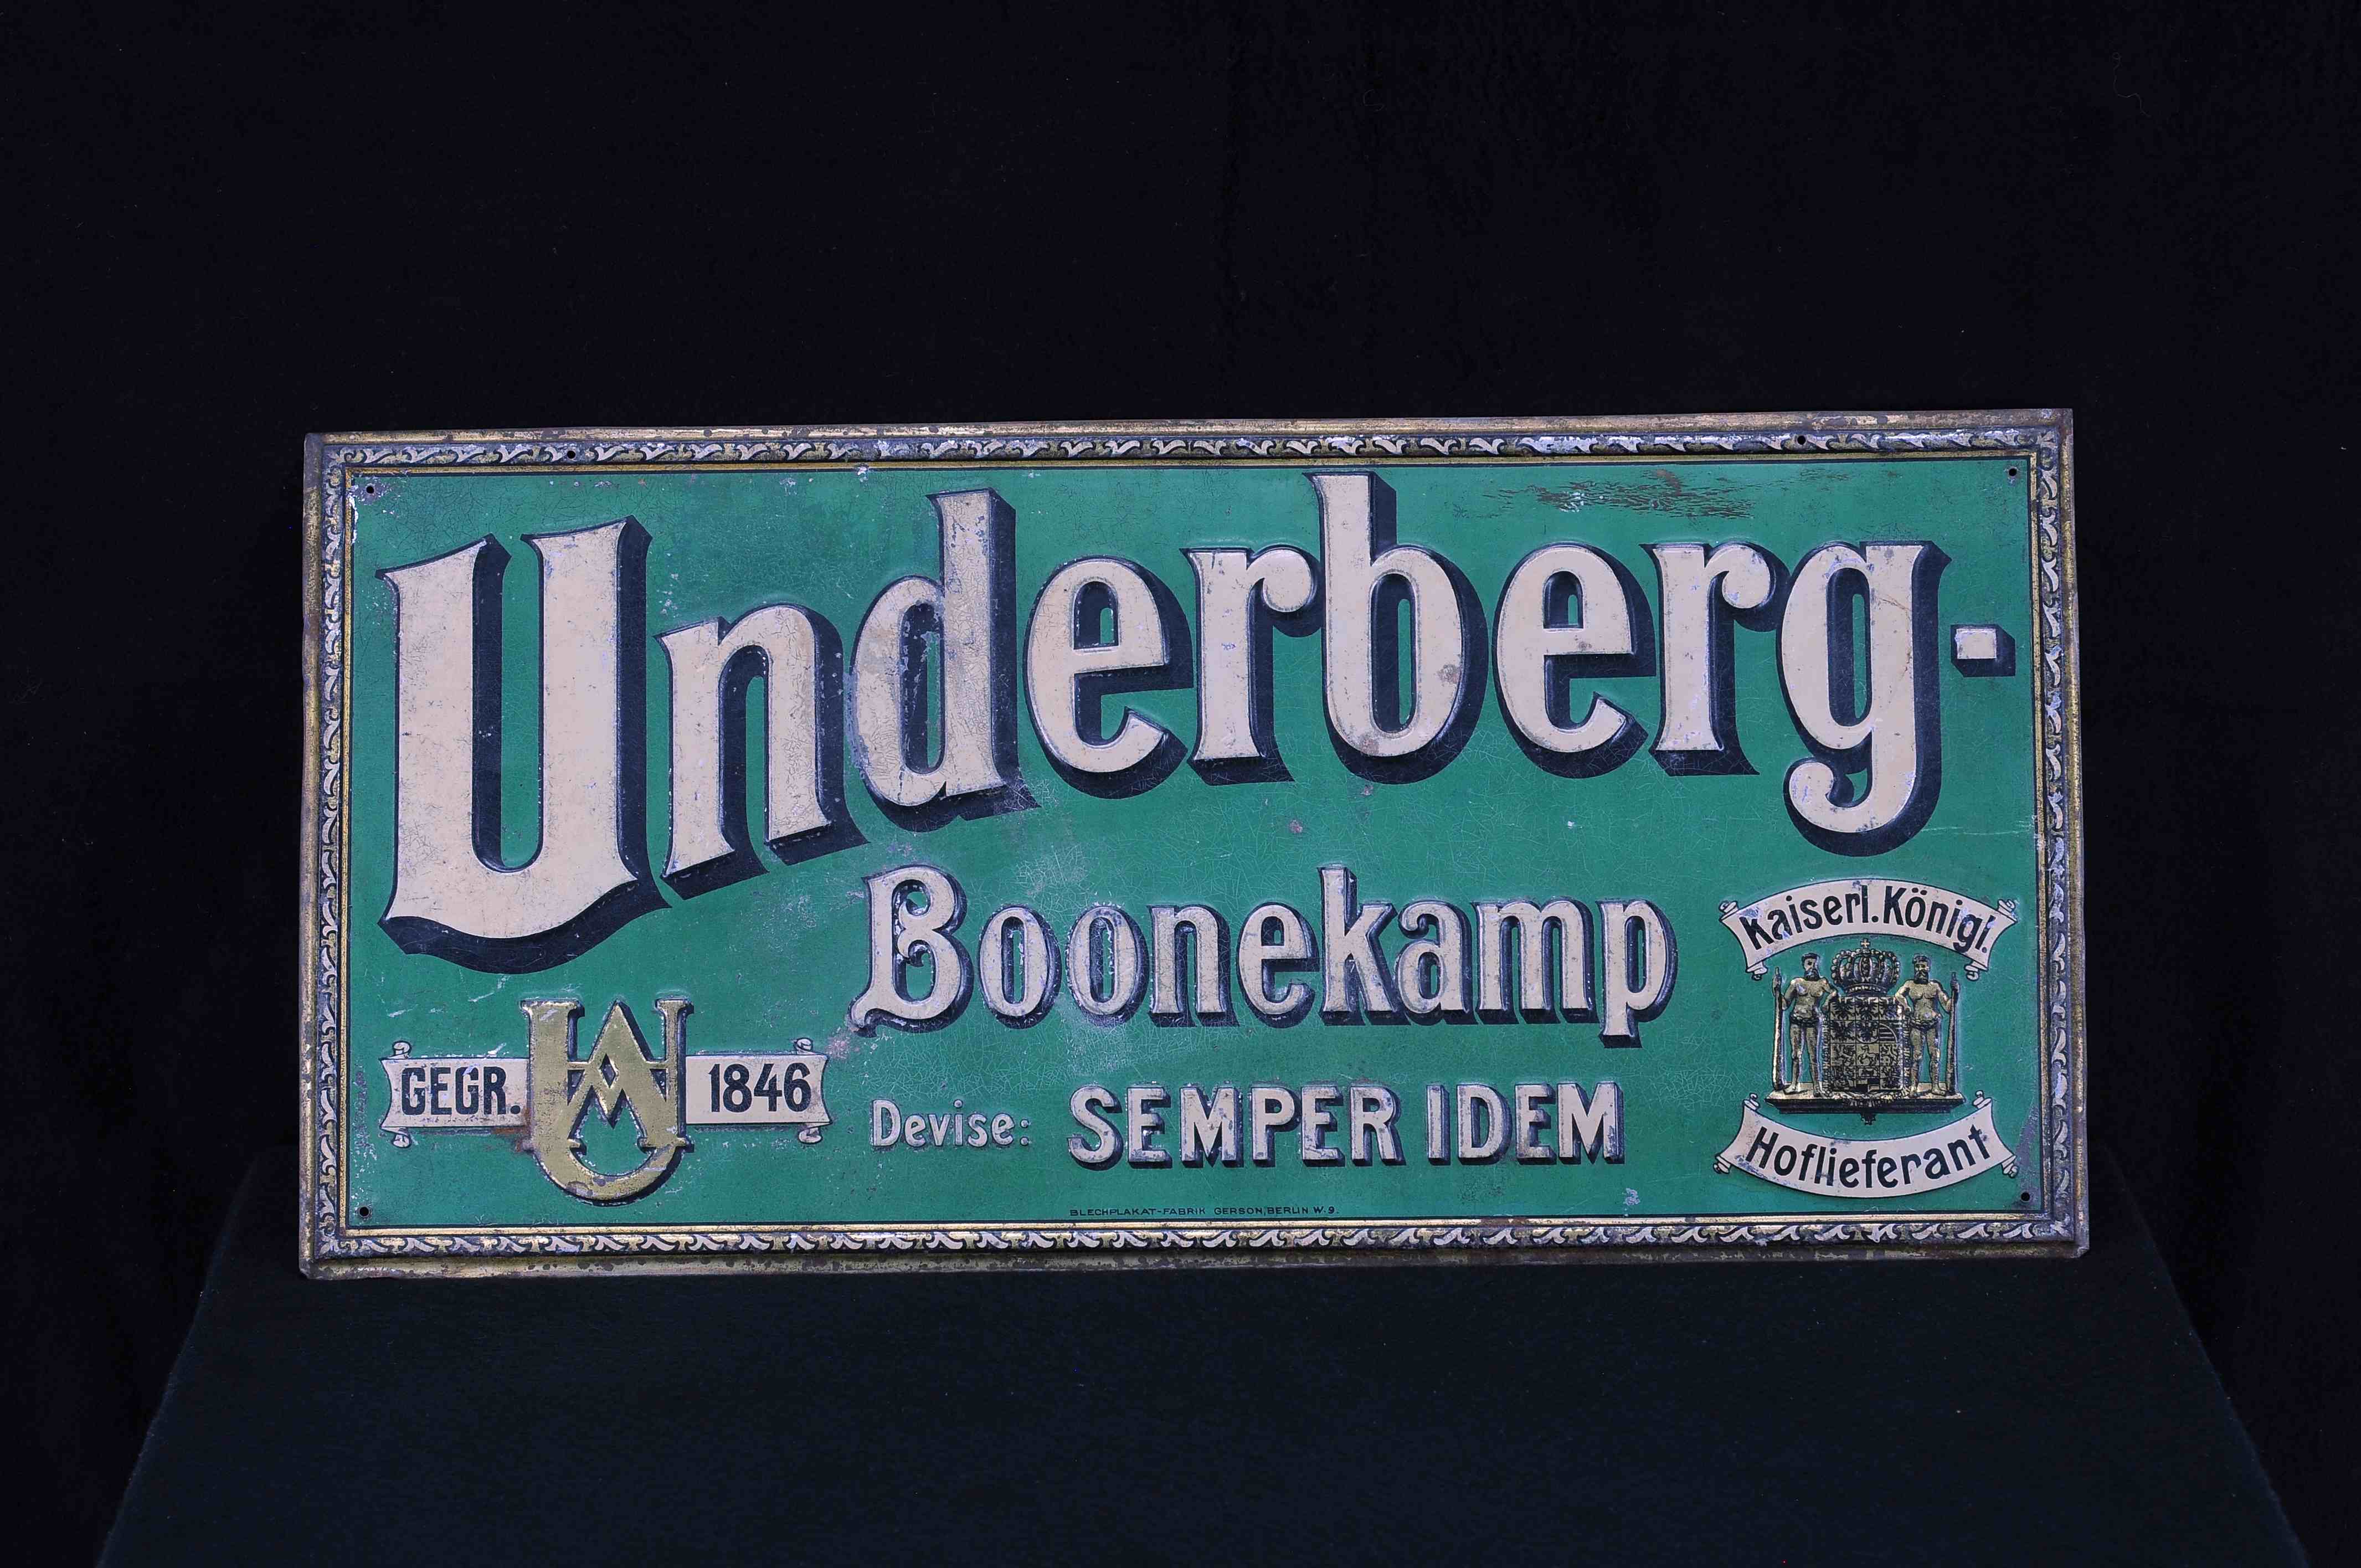 Underberg-
Boonekamp
GEGR. 1846
Devise: SEMPER IDEM
Kaiserl. Königl.
Hoflieferant
BLECHPLAKAT-FABRIK GERSON, BERLIN W.9.